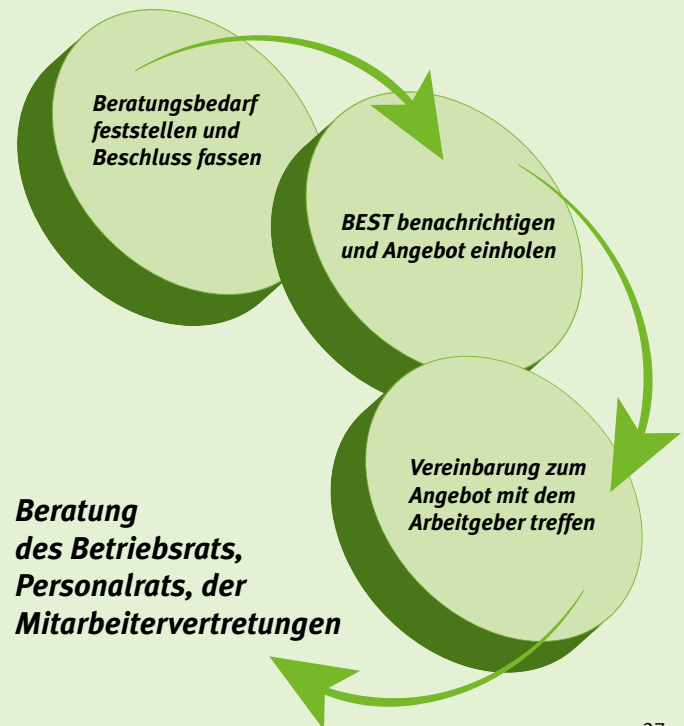 Beratungsbedarf
feststellen und
Beschluss fassen
BEST benachrichtigen
und Angebot einholen
Vereinbarung zum
Angebot mit dem
Arbeitgeber treffen
Beratung
des Betriebsrats,
Personalrats, der
Mitarbeitervertretungen